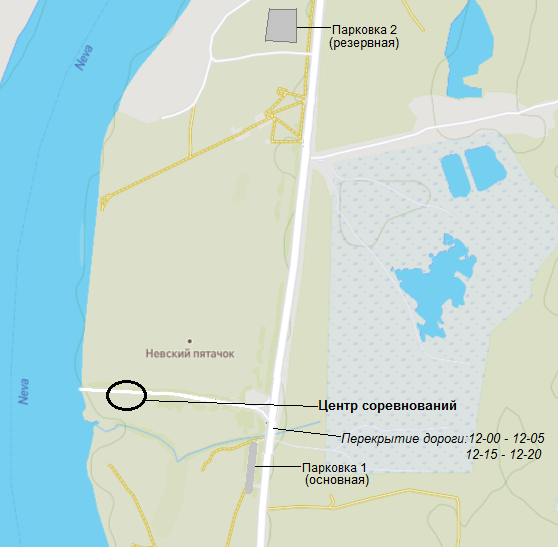 Парковка 2
(резервная)
Neva
Невский пятачок
Neva
Центр соревнований
Перекрытие дороги:12-00 - 12-05
12-15 - 12-20
Парковка 1
(основная)